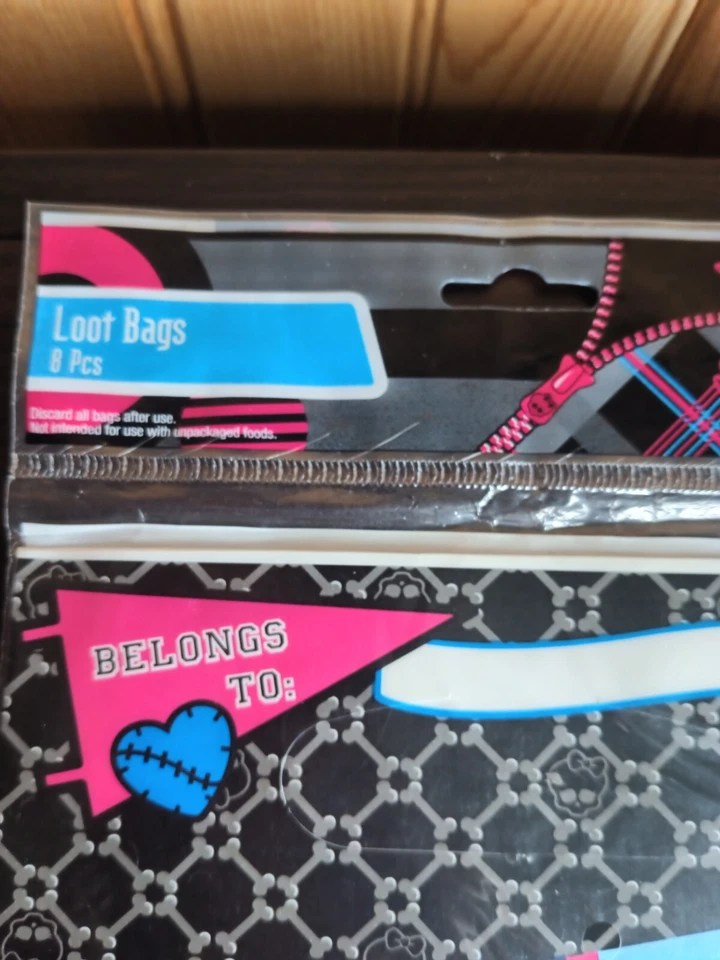 Loot Bags
8 Pcs
Discard all bags after use.
Not intended for use with unpackaged foods.
BELONGS
TO: